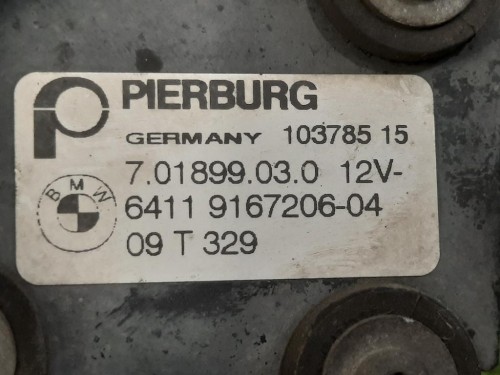 PIERBURG
GERMANY 103785 15
7.01899.03.0 12V-
BMW
6411 9167206-04
09 T 329